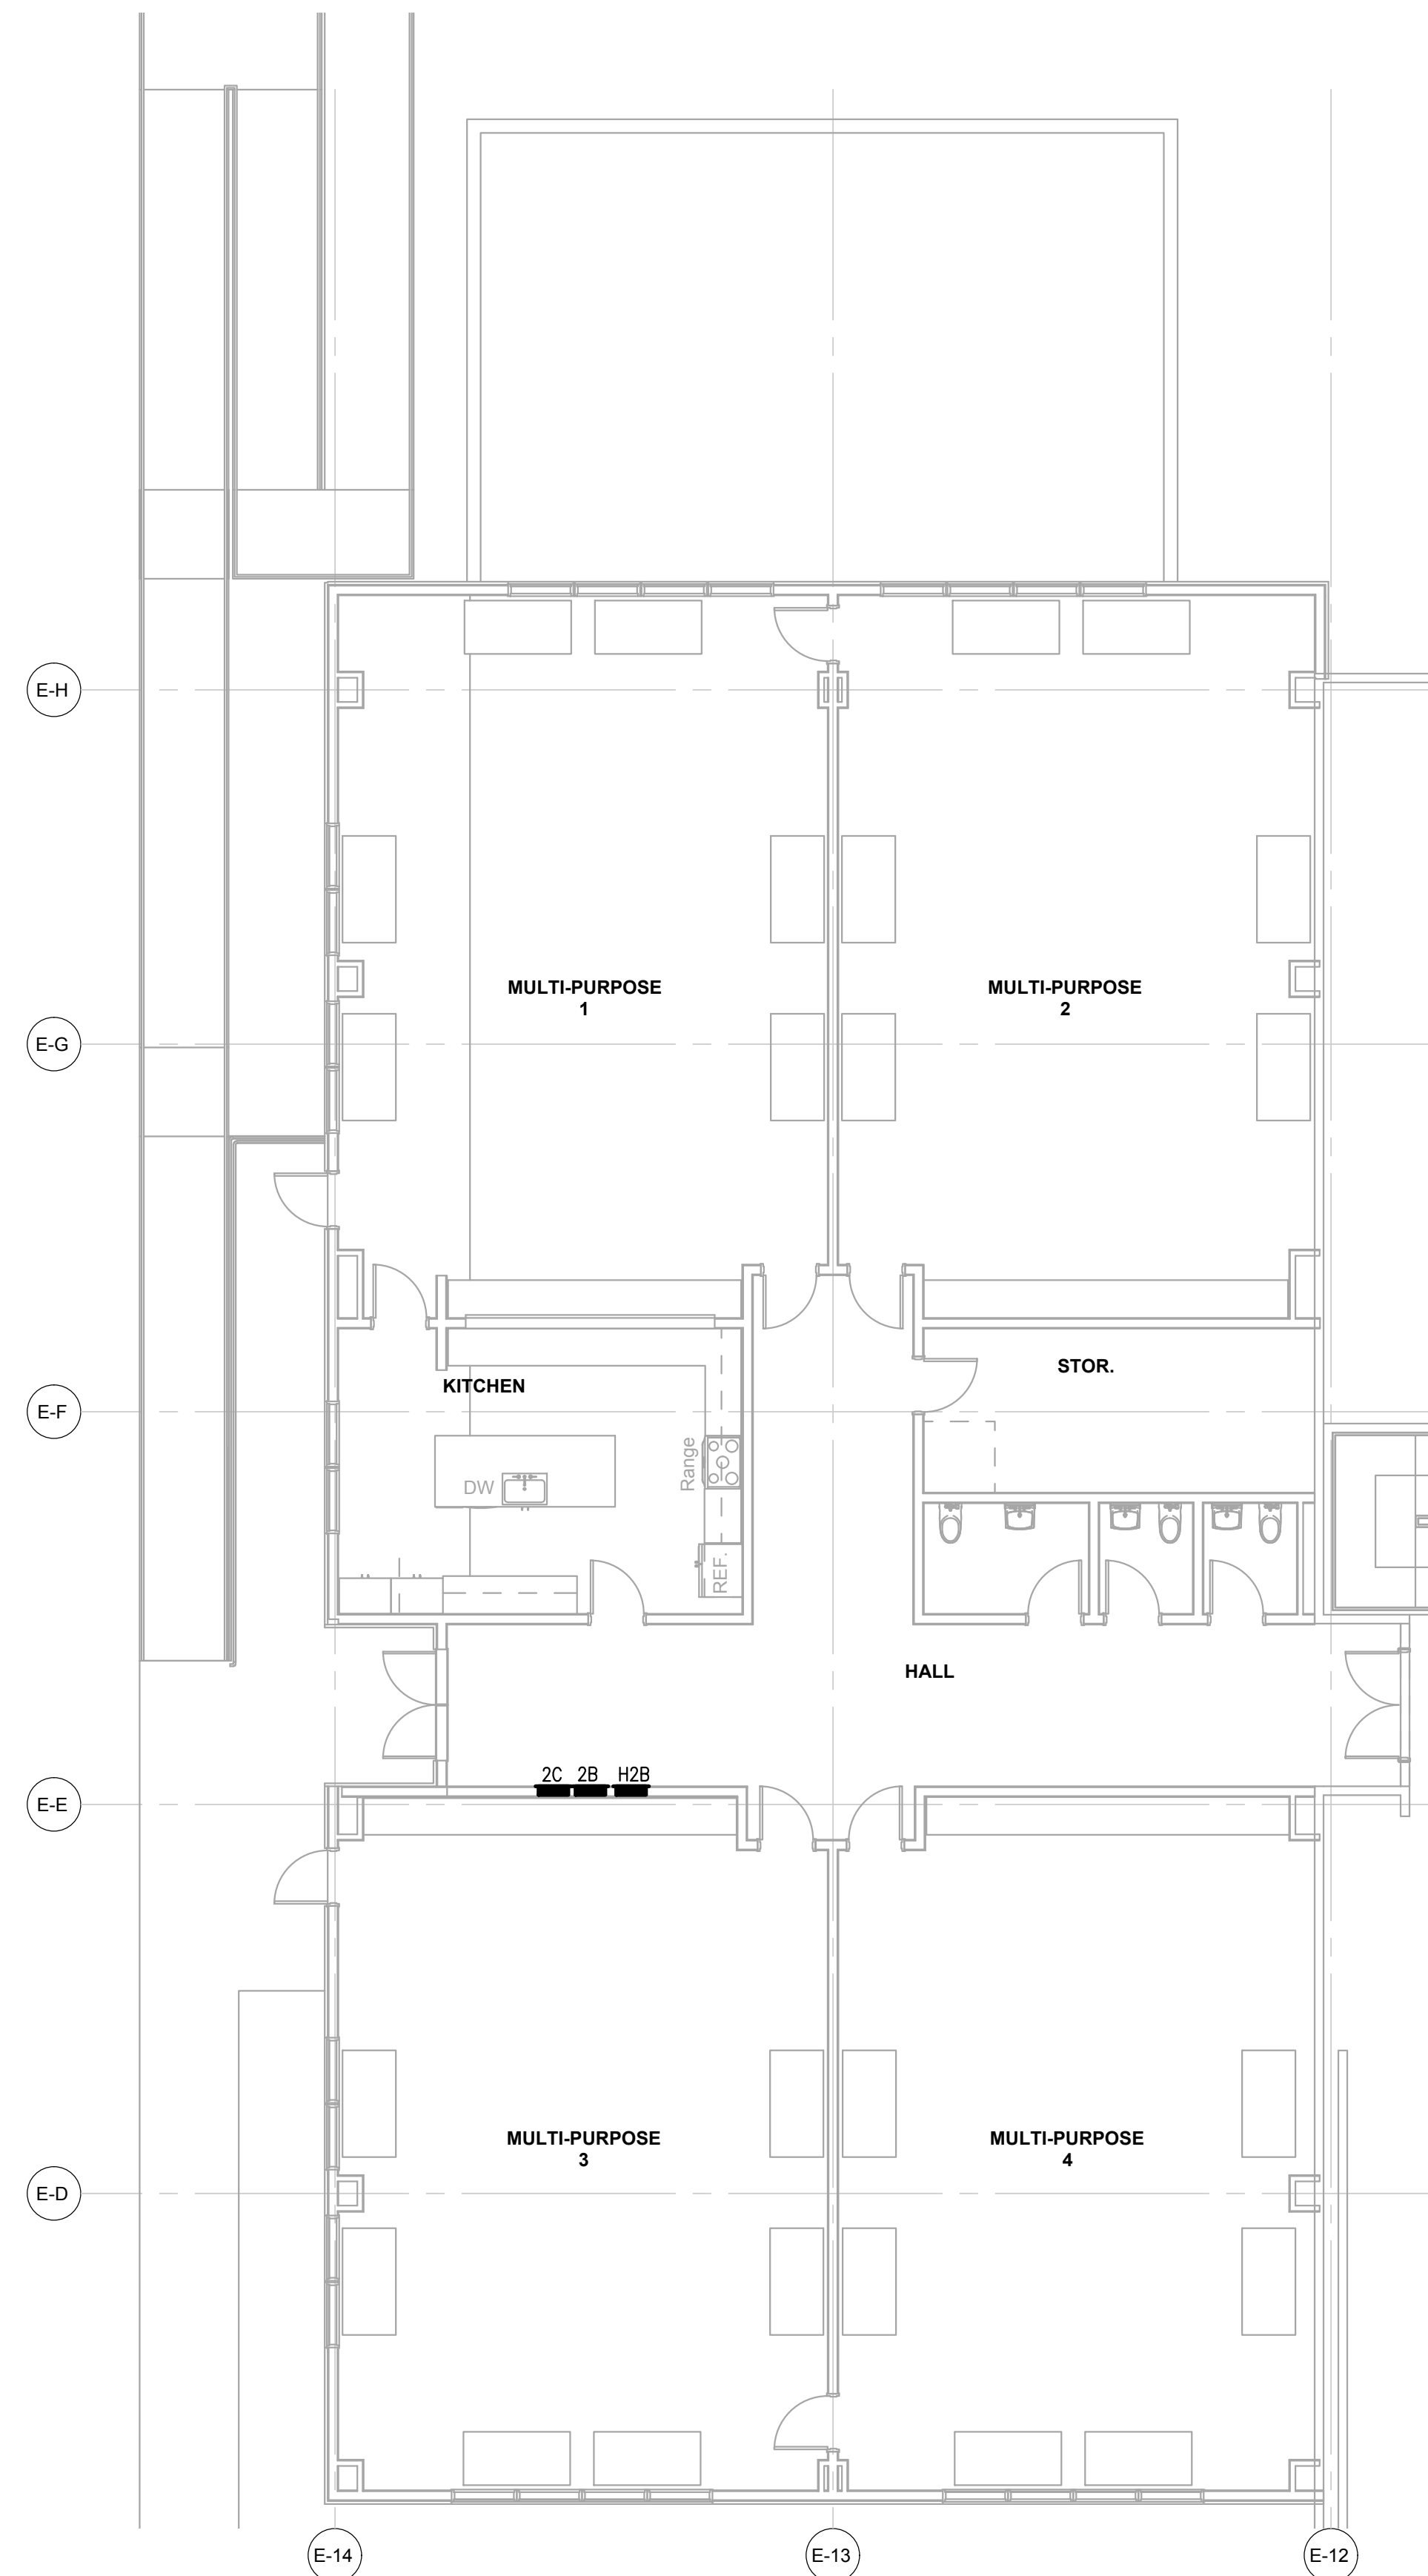 E-H
MULTI-PURPOSE
1
MULTI-PURPOSE
2
E-G
STOR.
KITCHEN
E-F
Range
DW
REF.
HALL
2C 2B H2B
E-E
MULTI-PURPOSE
3
MULTI-PURPOSE
4
E-D
E-14
E-13
E-12